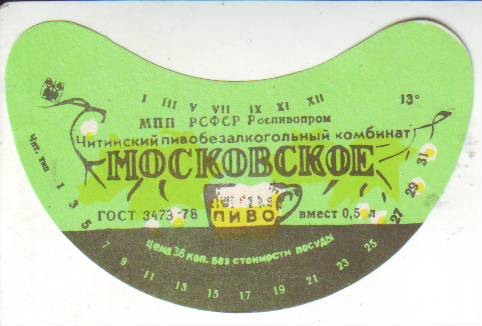 I III V VII IX XI XII
13°
МПП РСФСР Роспивопром
Читинский пивобезалкогольный комбинат
МОСКОВСКОЕ
ПИВО
ГОСТ 3473-78 вмест 0,5 л
Цена 38 коп. без стоимости посуды
Чит. тип
1 3 5 7 9 11 13 15 17 19 21 23 25 27 29 31